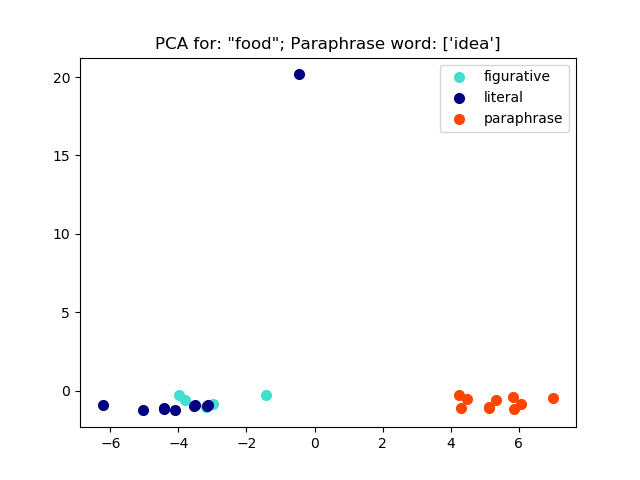 PCA for: "food"; Paraphrase word: ['idea']
figurative
literal
paraphrase
20
15
10
5
0
−6 −4 −2 0 2 4 6